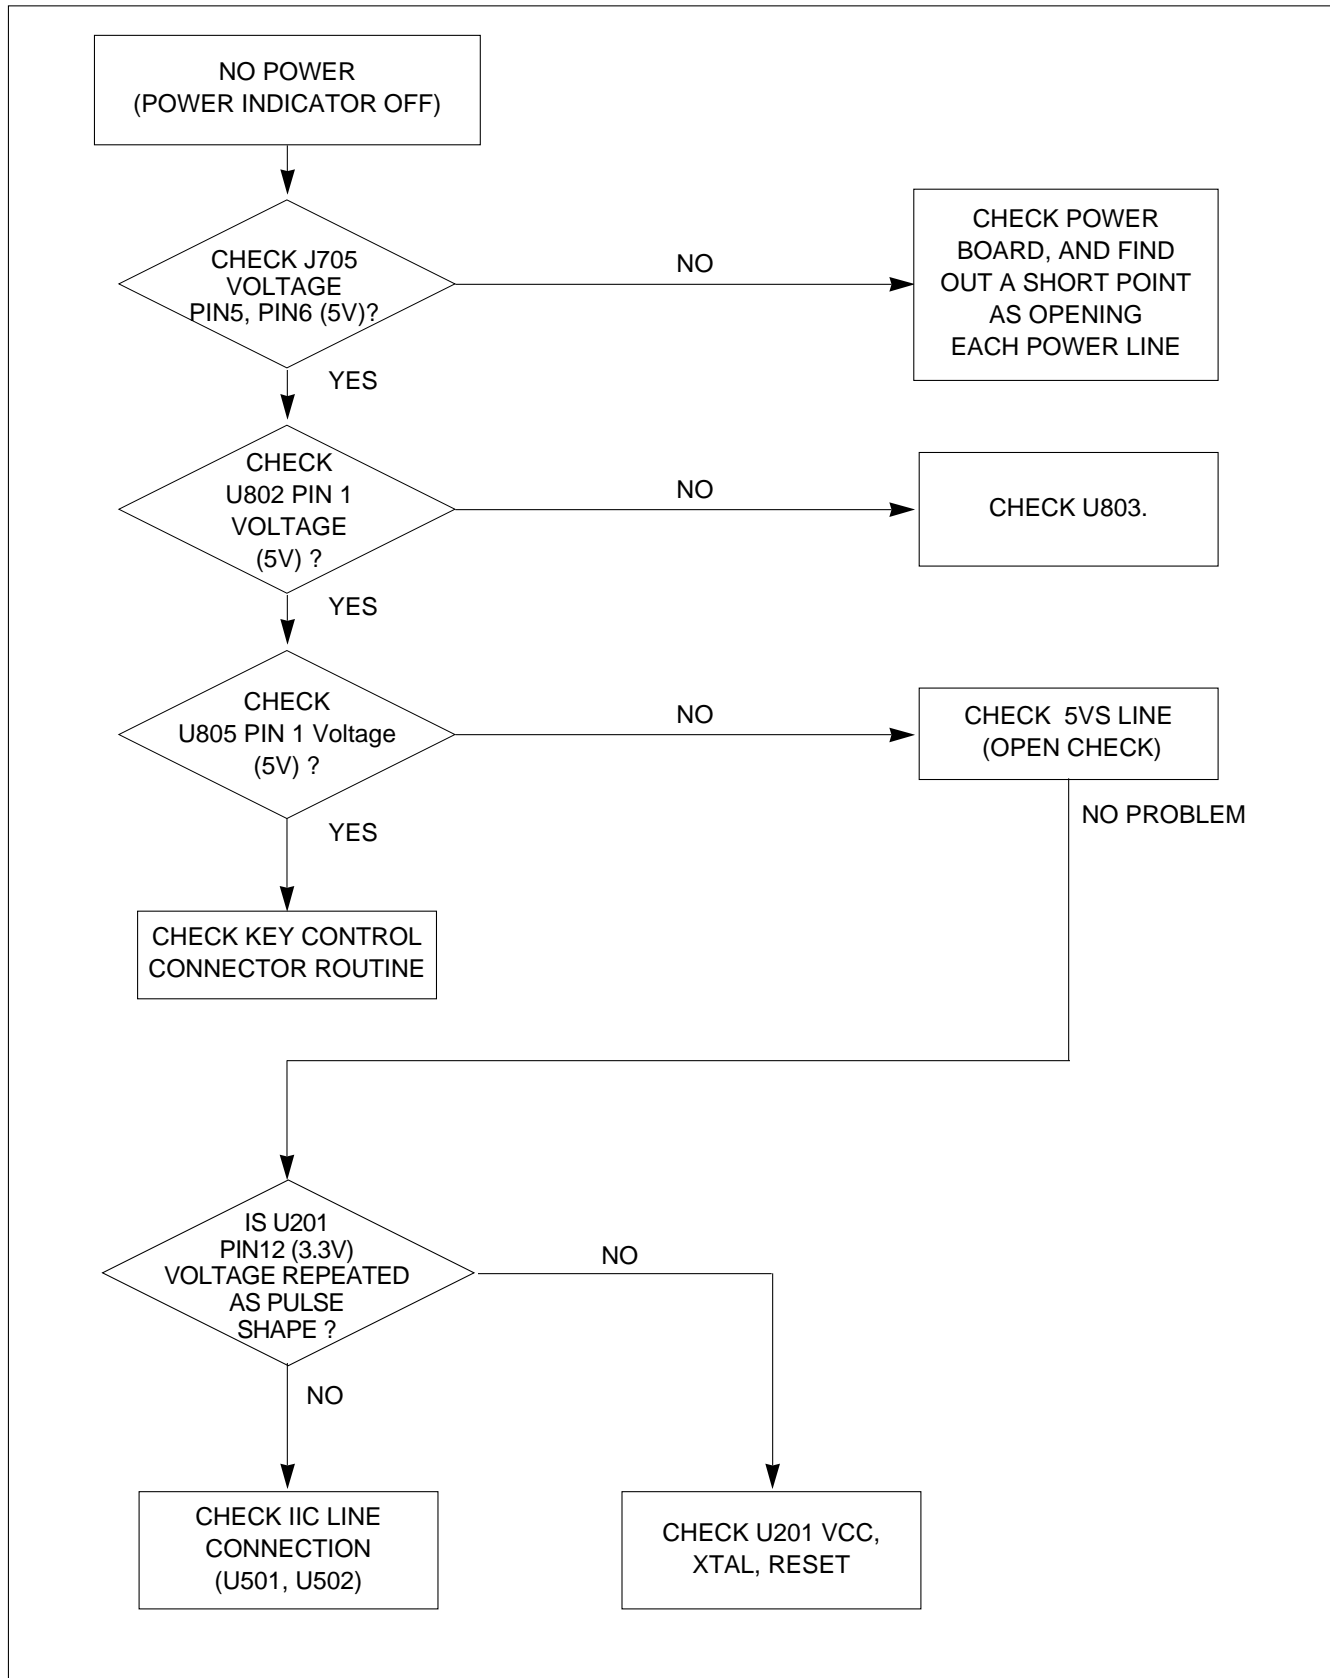 NO POWER
(POWER INDICATOR OFF)
CHECK J705
VOLTAGE
PIN5, PIN6 (5V)?
NO
CHECK POWER
BOARD, AND FIND
OUT A SHORT POINT
AS OPENING
EACH POWER LINE
YES
CHECK
U802 PIN 1
VOLTAGE
(5V) ?
NO
CHECK U803.
YES
CHECK
U805 PIN 1 Voltage
(5V) ?
NO
CHECK 5VS LINE
(OPEN CHECK)
YES
NO PROBLEM
CHECK KEY CONTROL
CONNECTOR ROUTINE
IS U201
PIN12 (3.3V)
VOLTAGE REPEATED
AS PULSE
SHAPE ?
NO
NO
CHECK IIC LINE
CONNECTION
(U501, U502)
CHECK U201 VCC,
XTAL, RESET